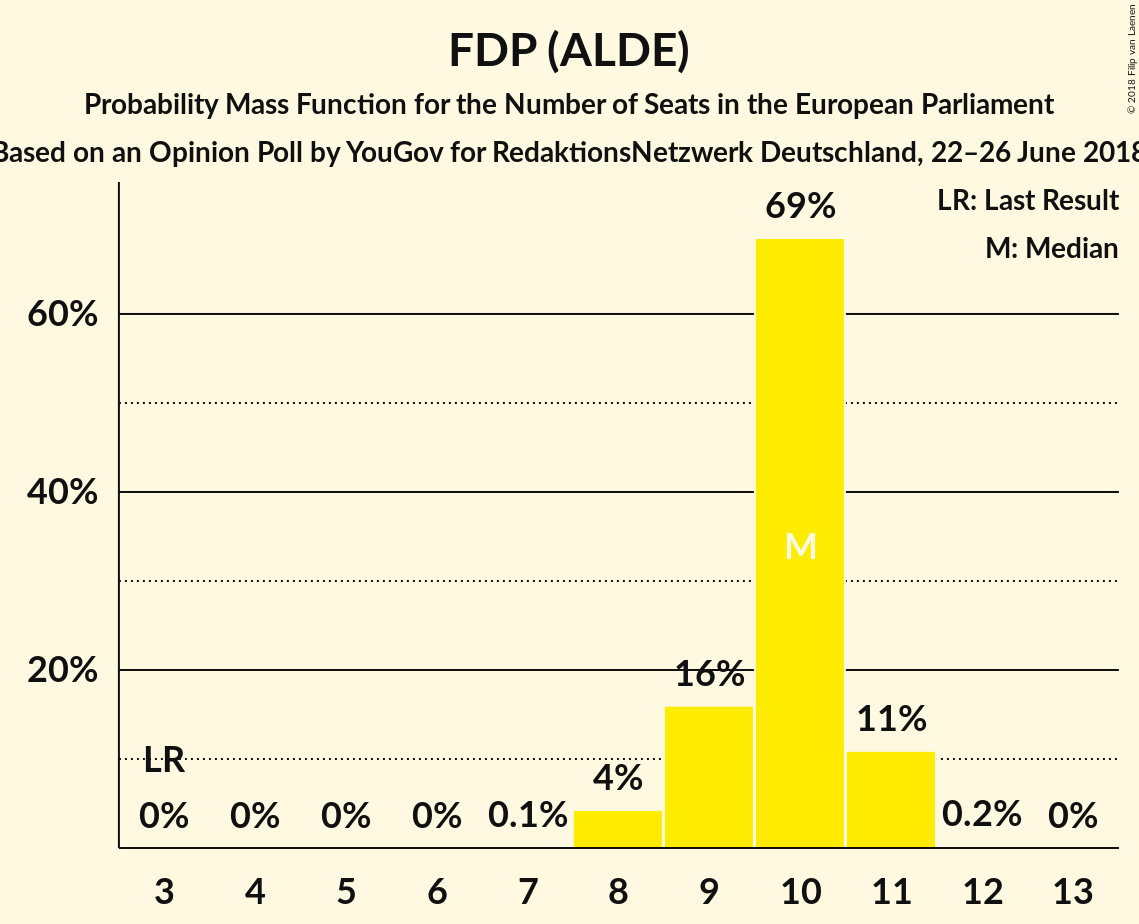 FDP (ALDE)
Probability Mass Function for the Number of Seats in the European Parliament
Based on an Opinion Poll by YouGov for RedaktionsNetzwerk Deutschland, 22–26 June 2018
© 2018 Filip van Laenen
LR: Last Result
M: Median
60%
40%
20%
LR
0%
0%
0%
0%
0.1%
4%
16%
69%
M
11%
0.2%
0%
3 4 5 6 7 8 9 10 11 12 13